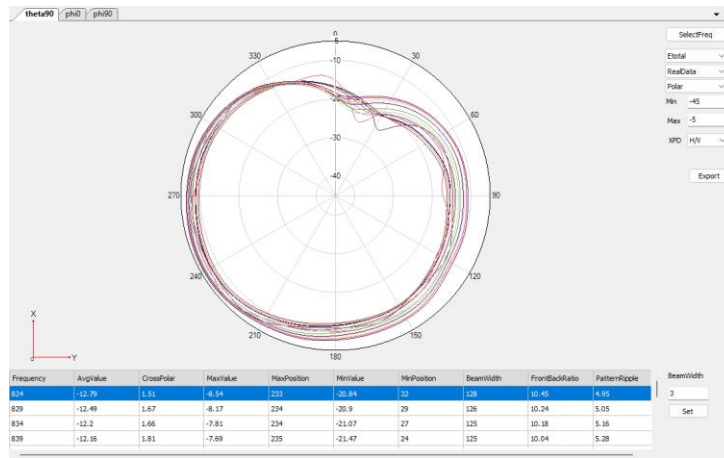 theta90 phi0 phi90
SelectFreq
Etotal
RealData
Polar
Min -45
Max -5
XPD H/V
Export
0
-5
-10
-20
-30
-40
30
60
90
120
150
180
210
240
270
300
330
X
Y
Frequency AvgValue CrossPolar MaxValue MaxPosition MinValue MinPosition BeamWidth FrontBackRatio PatternRipple
824 -12.79 1.51 -8.54 233 -20.84 32 128 10.45 4.95
829 -12.49 1.67 -8.17 234 -20.9 29 126 10.24 5.05
834 -12.2 1.66 -7.81 234 -21.07 27 125 10.18 5.16
839 -12.16 1.81 -7.69 235 -21.47 24 125 10.04 5.28
BeamWidth
3
Set